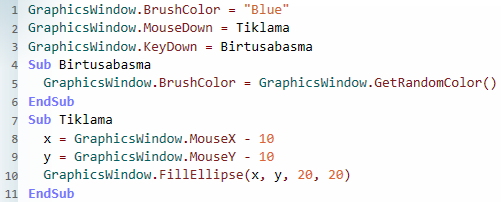 1 GraphicsWindow.BrushColor = "Blue"
2 GraphicsWindow.MouseDown = Tiklama
3 GraphicsWindow.KeyDown = Birtusabasma
4 Sub Birtusabasma
5 GraphicsWindow.BrushColor = GraphicsWindow.GetRandomColor()
6 EndSub
7 Sub Tiklama
8 x = GraphicsWindow.MouseX - 10
9 y = GraphicsWindow.MouseY - 10
10 GraphicsWindow.FillEllipse(x, y, 20, 20)
11 EndSub